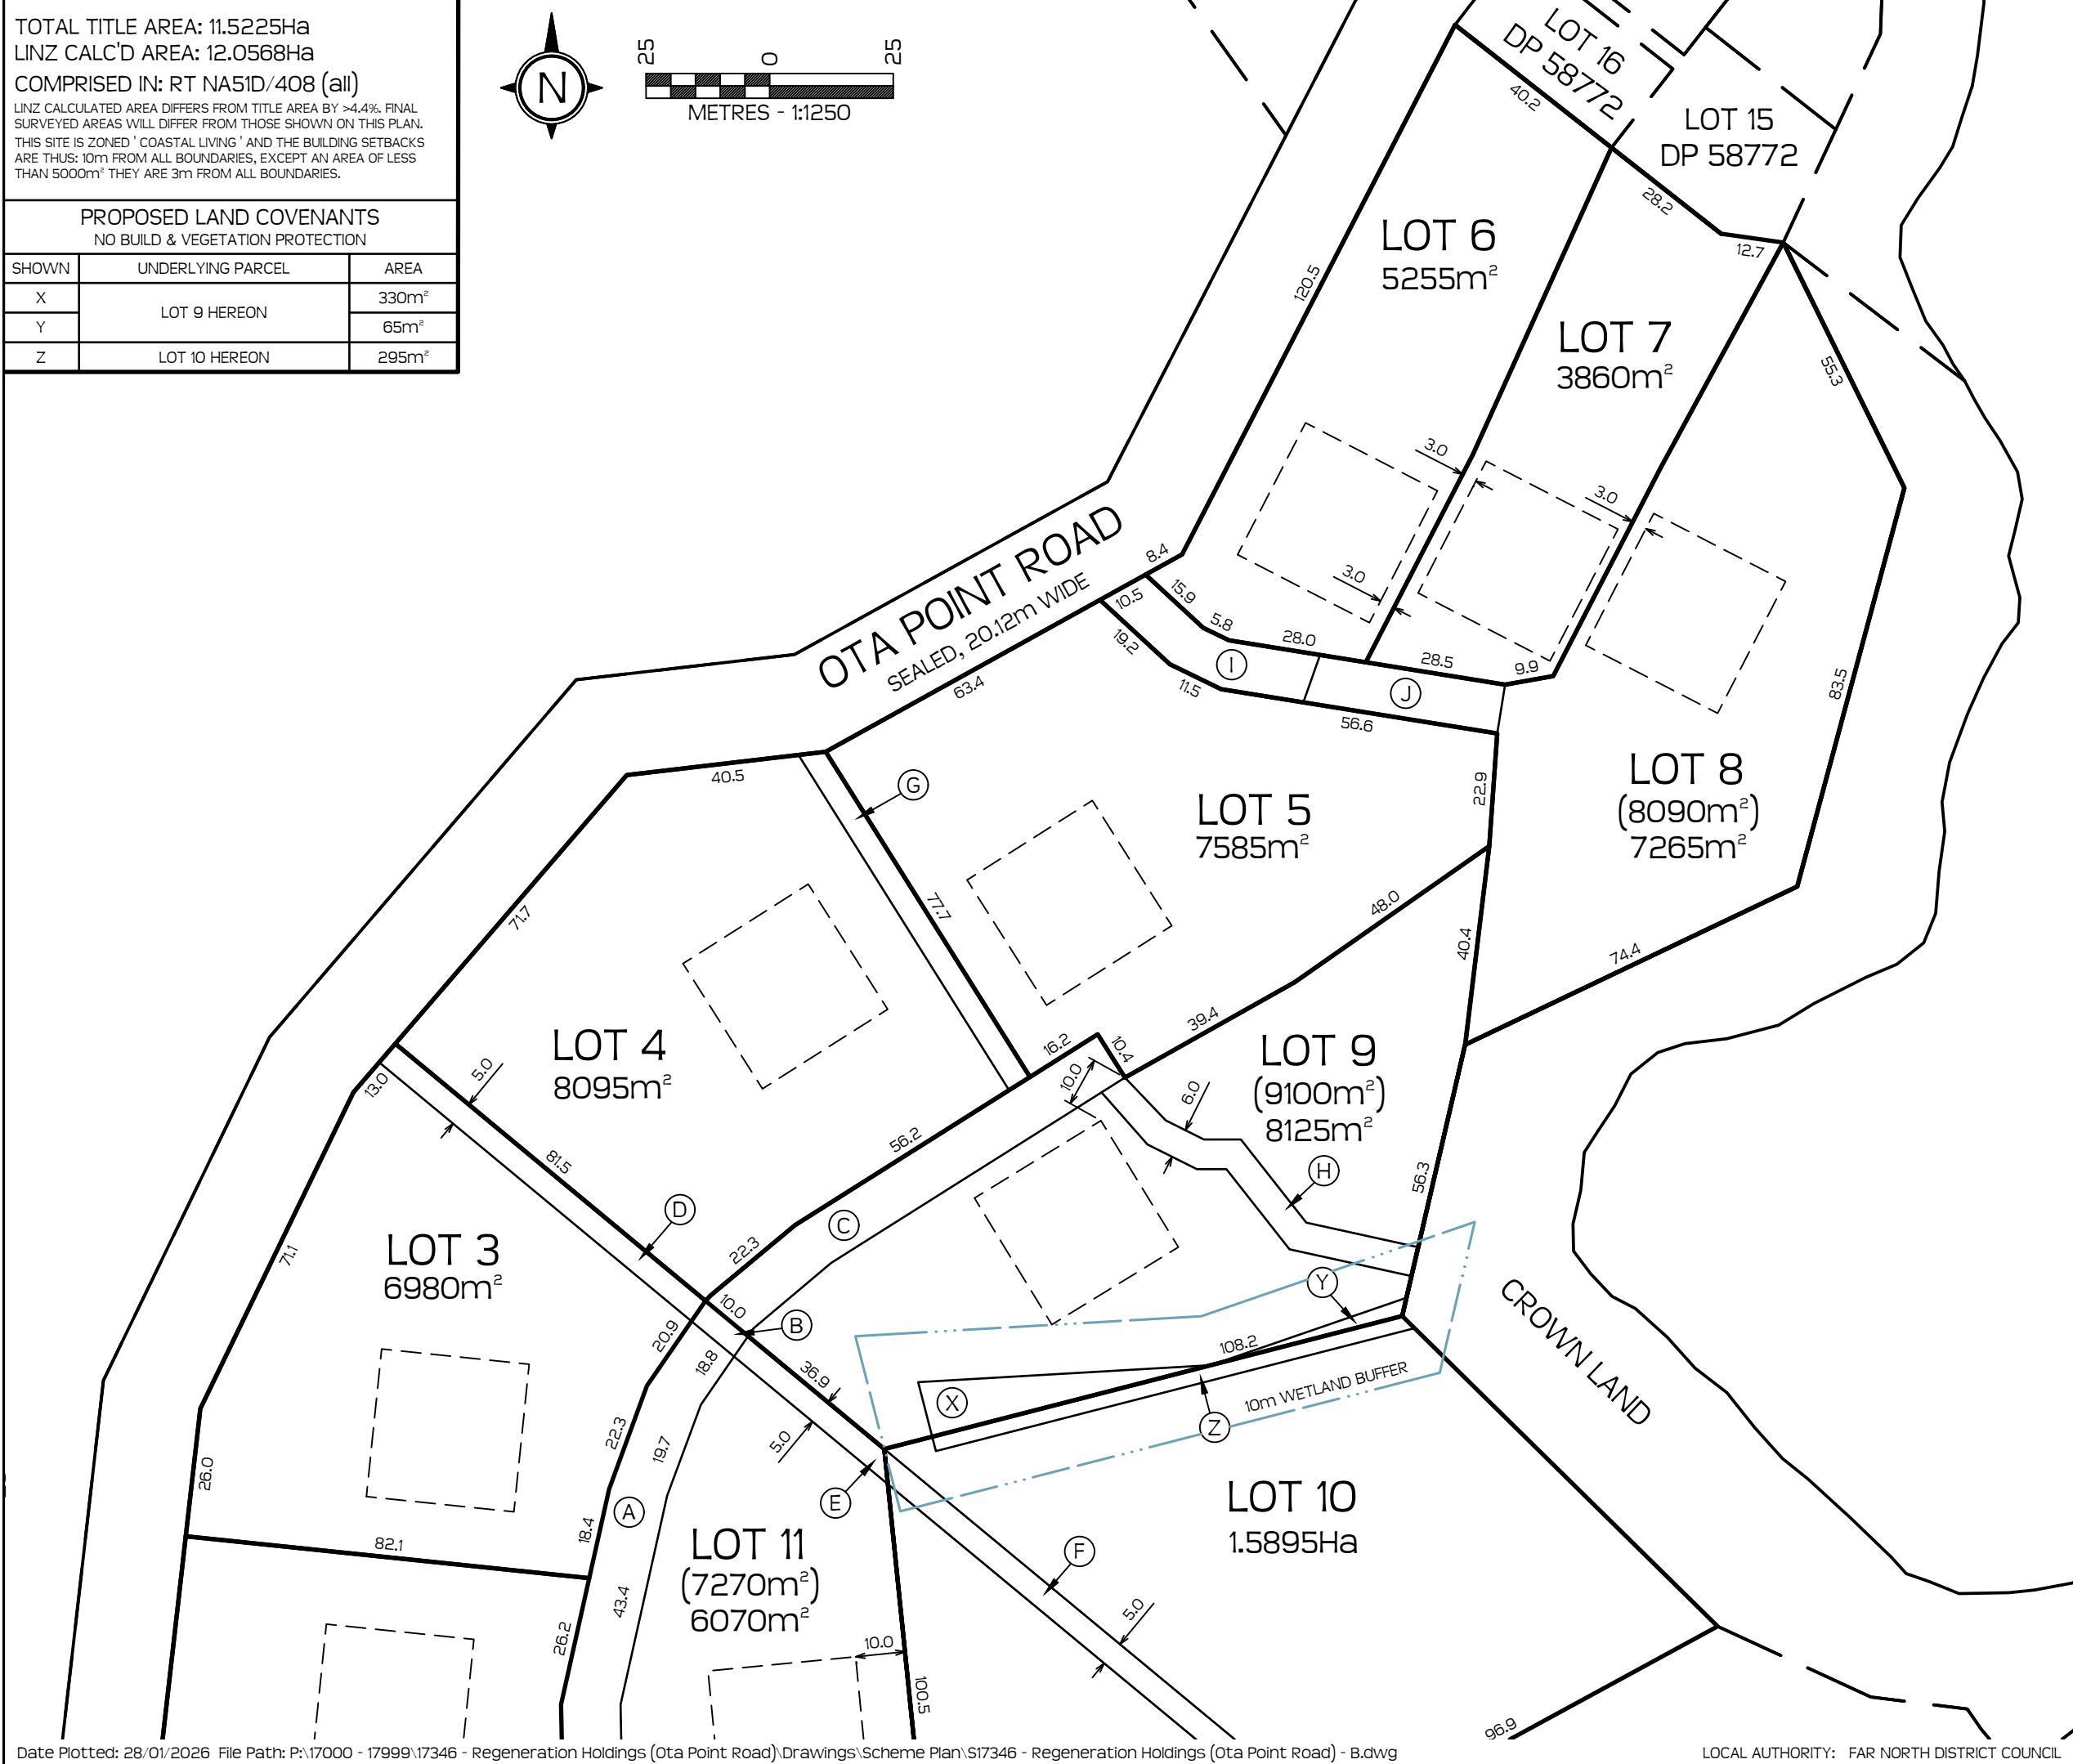 TOTAL TITLE AREA: 11.5225Ha
LINZ CALC'D AREA: 12.0568Ha
COMPRISED IN: RT NA51D/408 (all)
LINZ CALCULATED AREA DIFFERS FROM TITLE AREA BY >4.4%. FINAL
SURVEYED AREAS WILL DIFFER FROM THOSE SHOWN ON THIS PLAN.
THIS SITE IS ZONED ' COASTAL LIVING ' AND THE BUILDING SETBACKS
ARE THUS: 10m FROM ALL BOUNDARIES, EXCEPT AN AREA OF LESS
THAN 5000m² THEY ARE 3m FROM ALL BOUNDARIES.
PROPOSED LAND COVENANTS
NO BUILD & VEGETATION PROTECTION
SHOWN UNDERLYING PARCEL AREA
X LOT 9 HEREON 330m²
Y 65m²
Z LOT 10 HEREON 295m²
N
25 0 25
METRES - 1:1250
LOT 16
DP 58772
LOT 15
DP 58772
40.2
28.2
12.7
LOT 6
5255m²
120.5
LOT 7
3860m²
55.3
3.0
3.0
3.0
OTA POINT ROAD
SEALED, 20.12m WIDE
8.4
10.5
15.9
5.8
28.0
28.5
9.9
19.2
11.5
56.6
I
J
63.4
83.5
40.5
G
LOT 5
7585m²
22.9
LOT 8
(8090m²)
7265m²
71.7
77.7
48.0
40.4
74.4
LOT 4
8095m²
16.2
10.4
39.4
10.0
6.0
LOT 9
(9100m²)
8125m²
13.0
5.0
56.2
81.5
56.3
H
D
C
22.3
LOT 3
6980m²
71.1
10.0
B
Y
CROWN LAND
20.9
18.8
36.9
108.2
10m WETLAND BUFFER
X
Z
22.3
19.7
5.0
26.0
E
LOT 10
1.5895Ha
A
18.4
82.1
LOT 11
(7270m²)
6070m²
F
43.4
26.2
5.0
10.0
100.5
96.9
Date Plotted: 28/01/2026 File Path: P:\17000 - 17999\17346 - Regeneration Holdings (Ota Point Road)\Drawings\Scheme Plan\S17346 - Regeneration Holdings (Ota Point Road) - B.dwg
LOCAL AUTHORITY: FAR NORTH DISTRICT COUNCIL